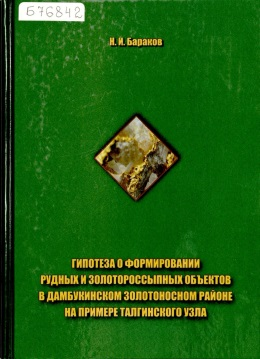 Б76842
Н. И. Бараков
ГИПОТЕЗА О ФОРМИРОВАНИИ
РУДНЫХ И ЗОЛОТОРОССЫПНЫХ ОБЪЕКТОВ
В ДАМБУКИНСКОМ ЗОЛОТОНОСНОМ РАЙОНЕ
НА ПРИМЕРЕ ТАЛГИНСКОГО УЗЛА